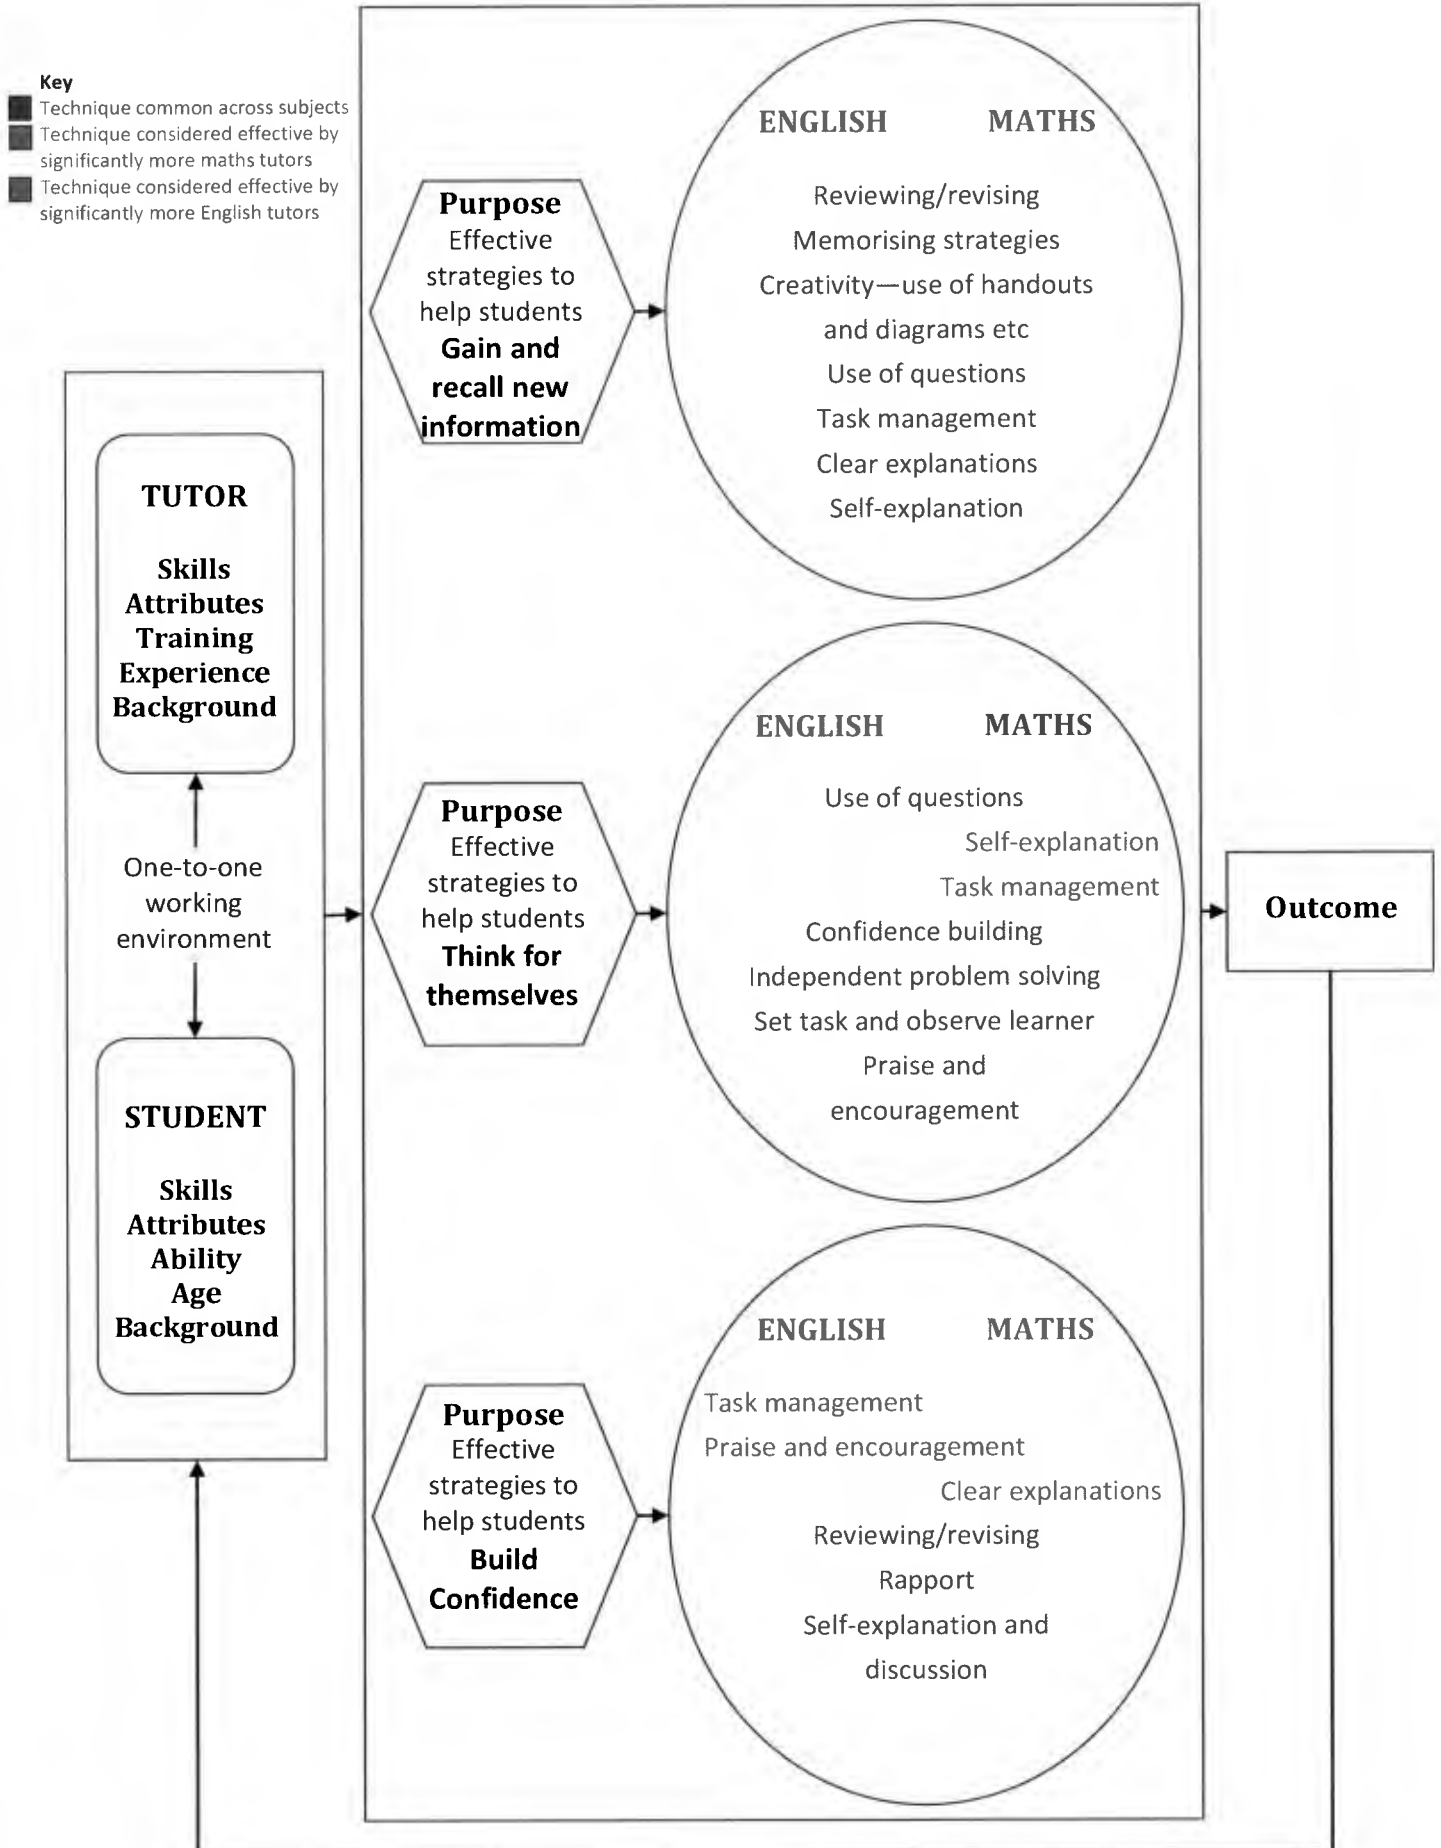 Key
Technique common across subjects
Technique considered effective by
significantly more maths tutors
Technique considered effective by
significantly more English tutors
TUTOR
Skills
Attributes
Training
Experience
Background
One-to-one
working
environment
STUDENT
Skills
Attributes
Ability
Age
Background
Purpose
Effective
strategies to
help students
Gain and
recall new
information
ENGLISH MATHS
Reviewing/revising
Memorising strategies
Creativity—use of handouts
and diagrams etc
Use of questions
Task management
Clear explanations
Self-explanation
Purpose
Effective
strategies to
help students
Think for
themselves
ENGLISH MATHS
Use of questions
Self-explanation
Task management
Confidence building
Independent problem solving
Set task and observe learner
Praise and
encouragement
Purpose
Effective
strategies to
help students
Build
Confidence
ENGLISH MATHS
Task management
Praise and encouragement
Clear explanations
Reviewing/revising
Rapport
Self-explanation and
discussion
Outcome